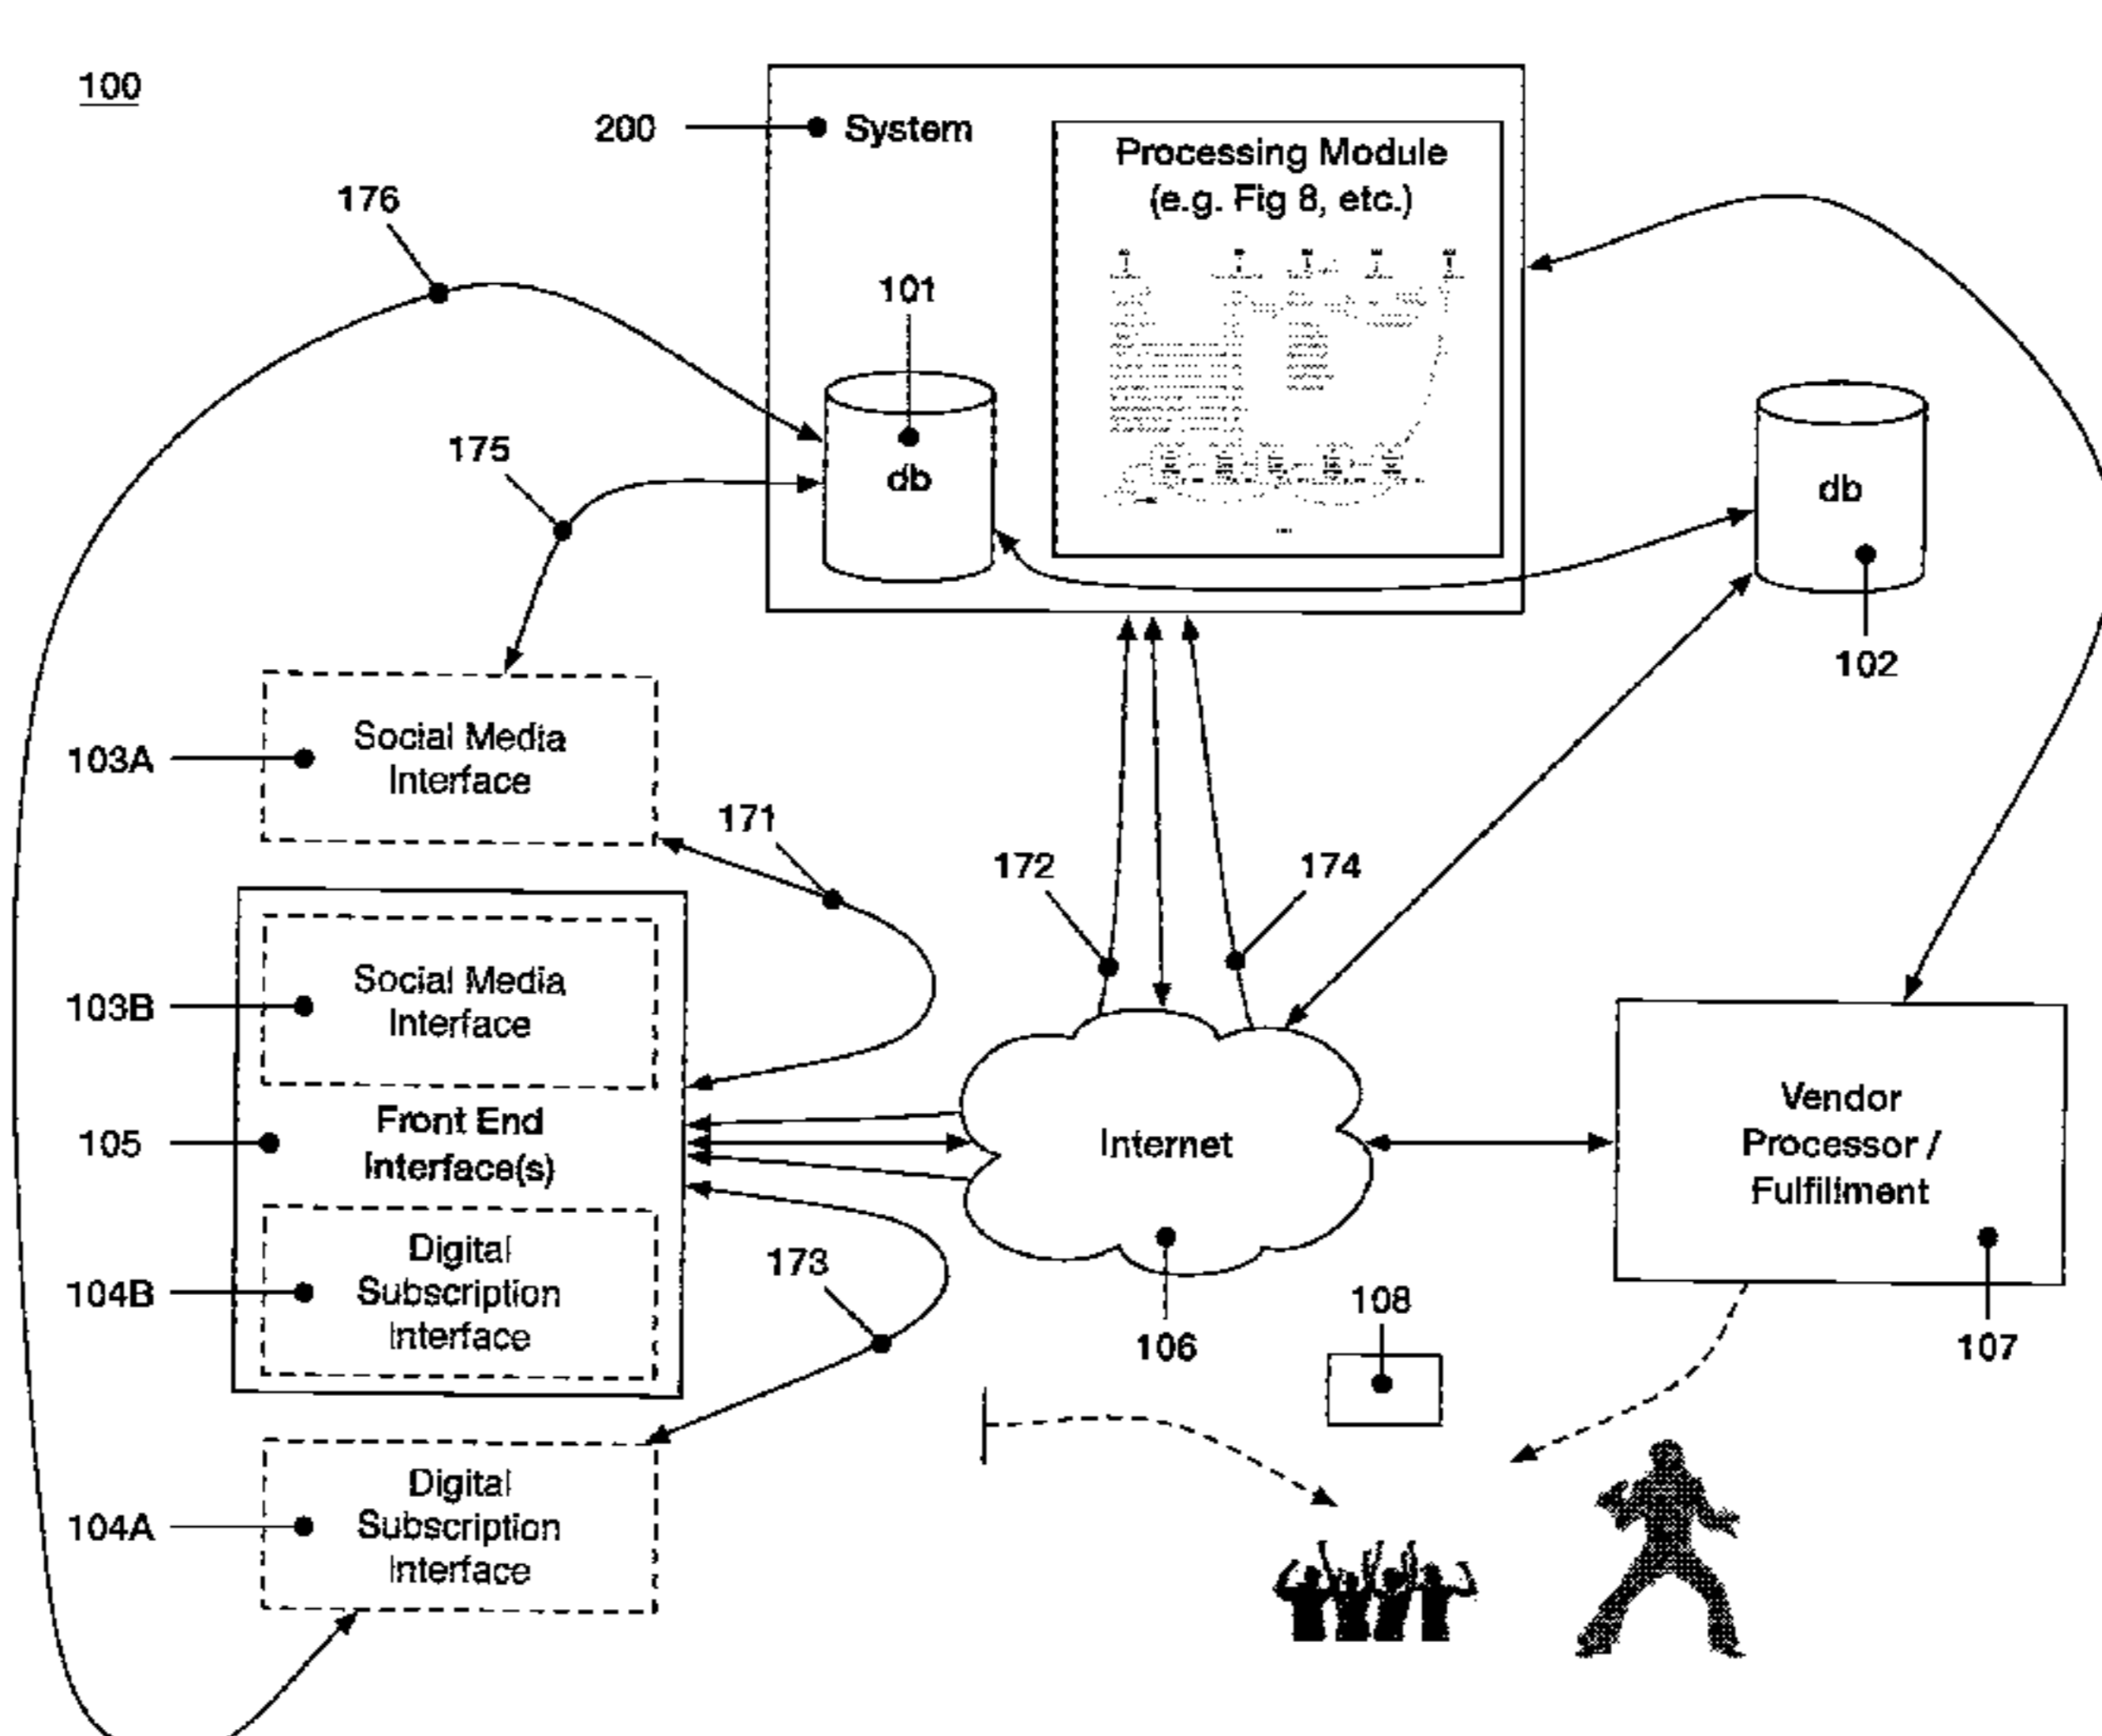 100
200
System
Processing Module
(e.g. Fig 8, etc.)
176
101
db
175
db
102
103A
Social Media
Interface
171
172
174
103B
Social Media
Interface
105
Front End
Interface(s)
Internet
Vendor
Processor /
Fulfillment
104B
Digital
Subscription
Interface
173
106
108
107
104A
Digital
Subscription
Interface